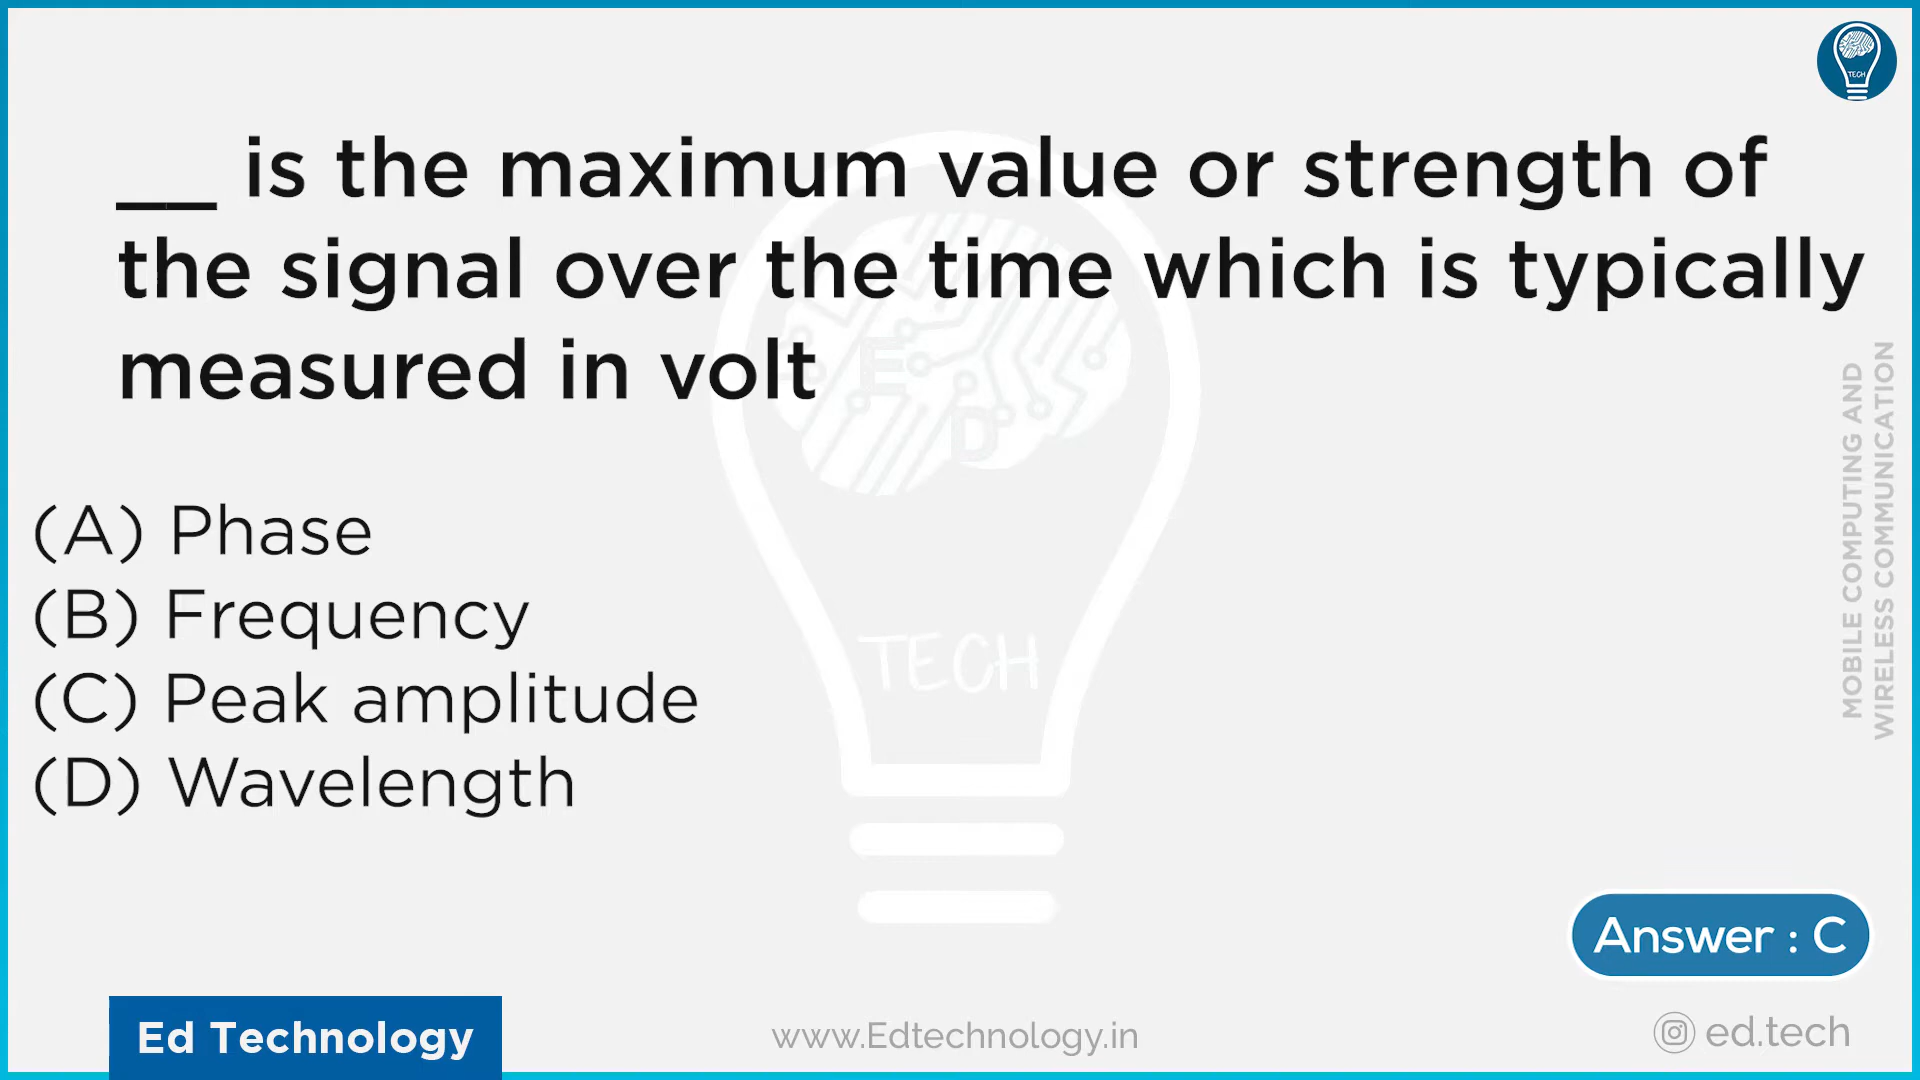 TECH
__ is the maximum value or strength of
the signal over the time which is typically
measured in volt
E
D
TECH
(A) Phase
(B) Frequency
(C) Peak amplitude
(D) Wavelength
MOBILE COMPUTING AND
WIRELESS COMMUNICATION
Answer : C
Ed Technology
www.Edtechnology.in
ed.tech